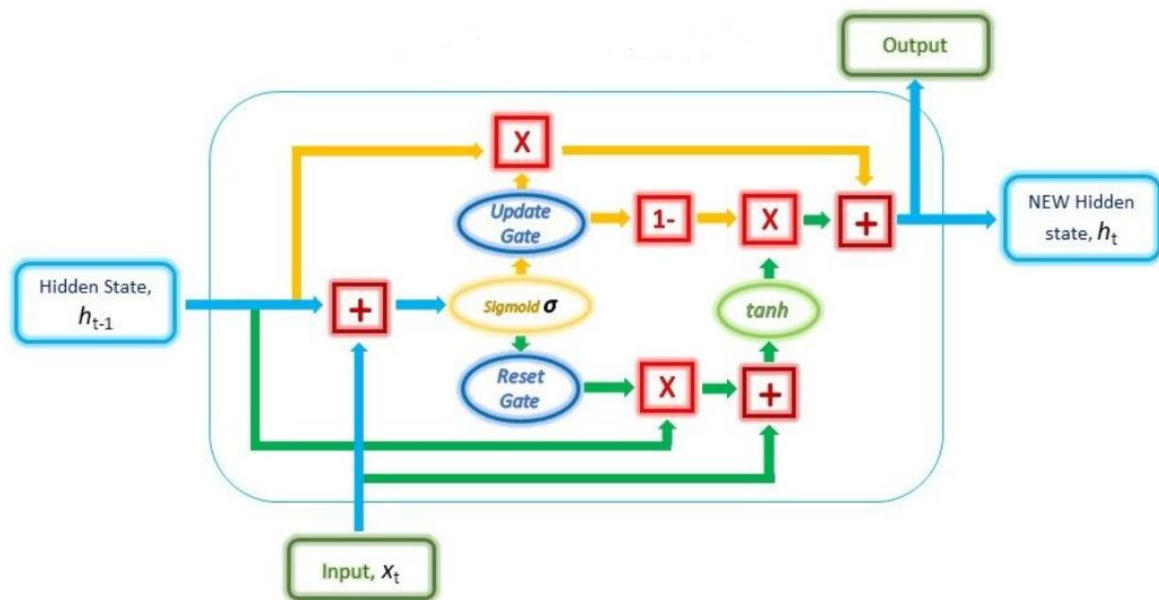 Output
X
Update
Gate
1-
X
+
NEW Hidden
state, hₜ
Hidden State,
hₜ₋₁
+
Sigmoid σ
tanh
Reset
Gate
X
+
Input, xₜ